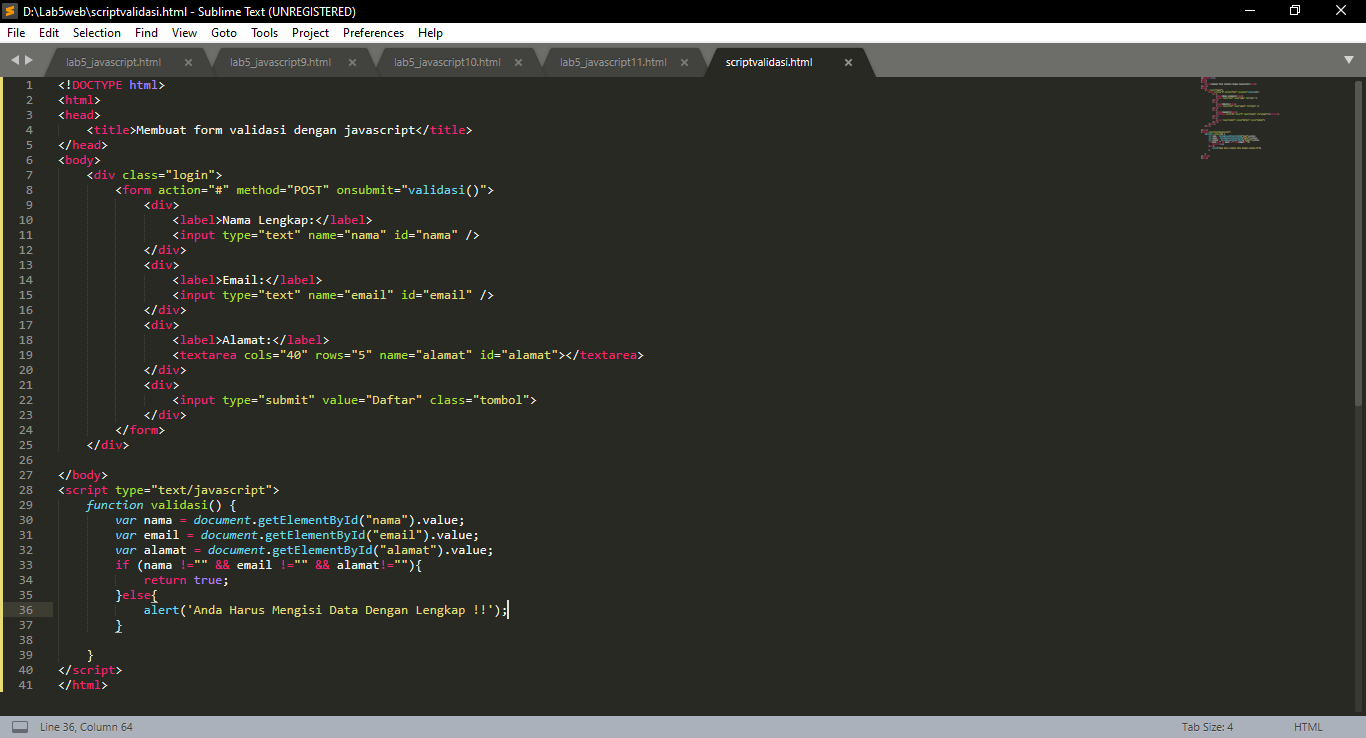 D:\Lab5web\scriptvalidasi.html - Sublime Text (UNREGISTERED)
File Edit Selection Find View Goto Tools Project Preferences Help
lab5_javascript.html lab5_javascript9.html lab5_javascript10.html lab5_javascript11.html scriptvalidasi.html
1 <!DOCTYPE html>
2 <html>
3 <head>
4     <title>Membuat form validasi dengan javascript</title>
5 </head>
6 <body>
7     <div class="login">
8         <form action="#" method="POST" onsubmit="validasi()">
9             <div>
10                 <label>Nama Lengkap:</label>
11                 <input type="text" name="nama" id="nama" />
12             </div>
13             <div>
14                 <label>Email:</label>
15                 <input type="text" name="email" id="email" />
16             </div>
17             <div>
18                 <label>Alamat:</label>
19                 <textarea cols="40" rows="5" name="alamat" id="alamat"></textarea>
20             </div>
21             <div>
22                 <input type="submit" value="Daftar" class="tombol">
23             </div>
24         </form>
25     </div>
26
27 </body>
28 <script type="text/javascript">
29     function validasi() {
30         var nama = document.getElementById("nama").value;
31         var email = document.getElementById("email").value;
32         var alamat = document.getElementById("alamat").value;
33         if (nama !="" && email !="" && alamat!=""){
34             return true;
35         }else{
36             alert('Anda Harus Mengisi Data Dengan Lengkap !!');
37         }
38
39     }
40 </script>
41 </html>
Line 36, Column 64 Tab Size: 4 HTML